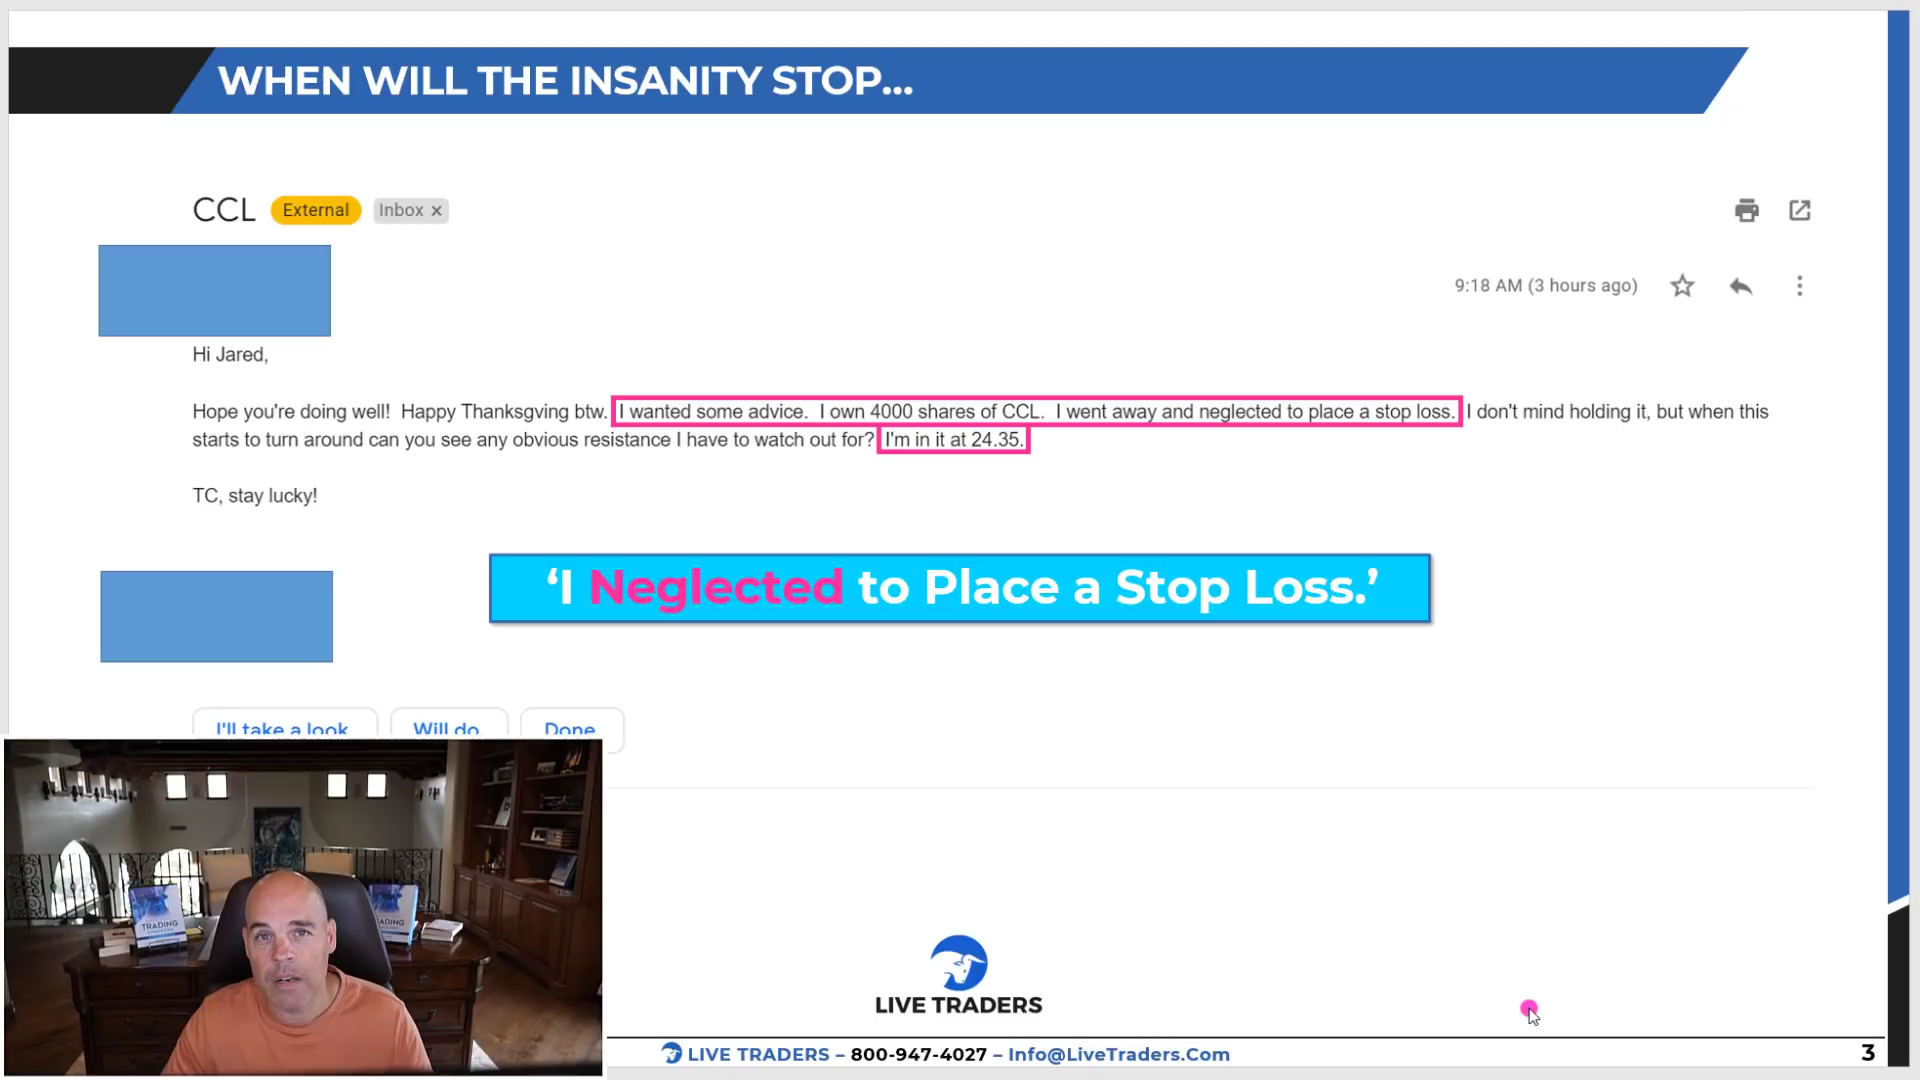 WHEN WILL THE INSANITY STOP...
CCL External Inbox x
9:18 AM (3 hours ago)
Hi Jared,
Hope you're doing well!  Happy Thanksgving btw.  I wanted some advice.  I own 4000 shares of CCL.  I went away and neglected to place a stop loss.  I don't mind holding it, but when this
starts to turn around can you see any obvious resistance I have to watch out for?  I'm in it at 24.35.
TC, stay lucky!
‘I Neglected to Place a Stop Loss.’
I'll take a look Will do Done
TRADING
LIVE TRADERS
LIVE TRADERS – 800-947-4027 – Info@LiveTraders.Com
3